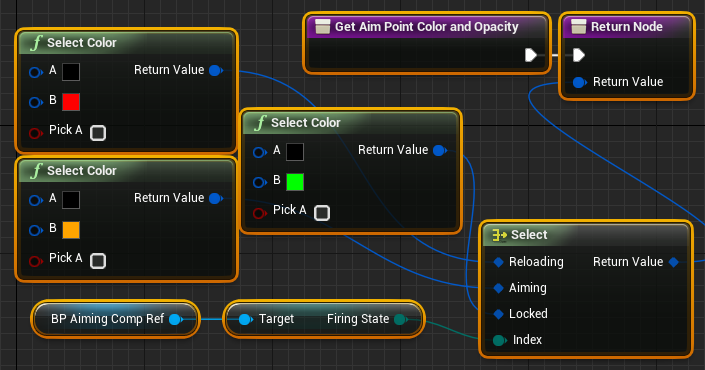 Select Color
A
Return Value
B
Pick A
Get Aim Point Color and Opacity
Return Node
Return Value
Select Color
A
Return Value
B
Pick A
Select Color
A
Return Value
B
Pick A
Select
Reloading
Return Value
Aiming
Locked
Index
BP Aiming Comp Ref
Target
Firing State